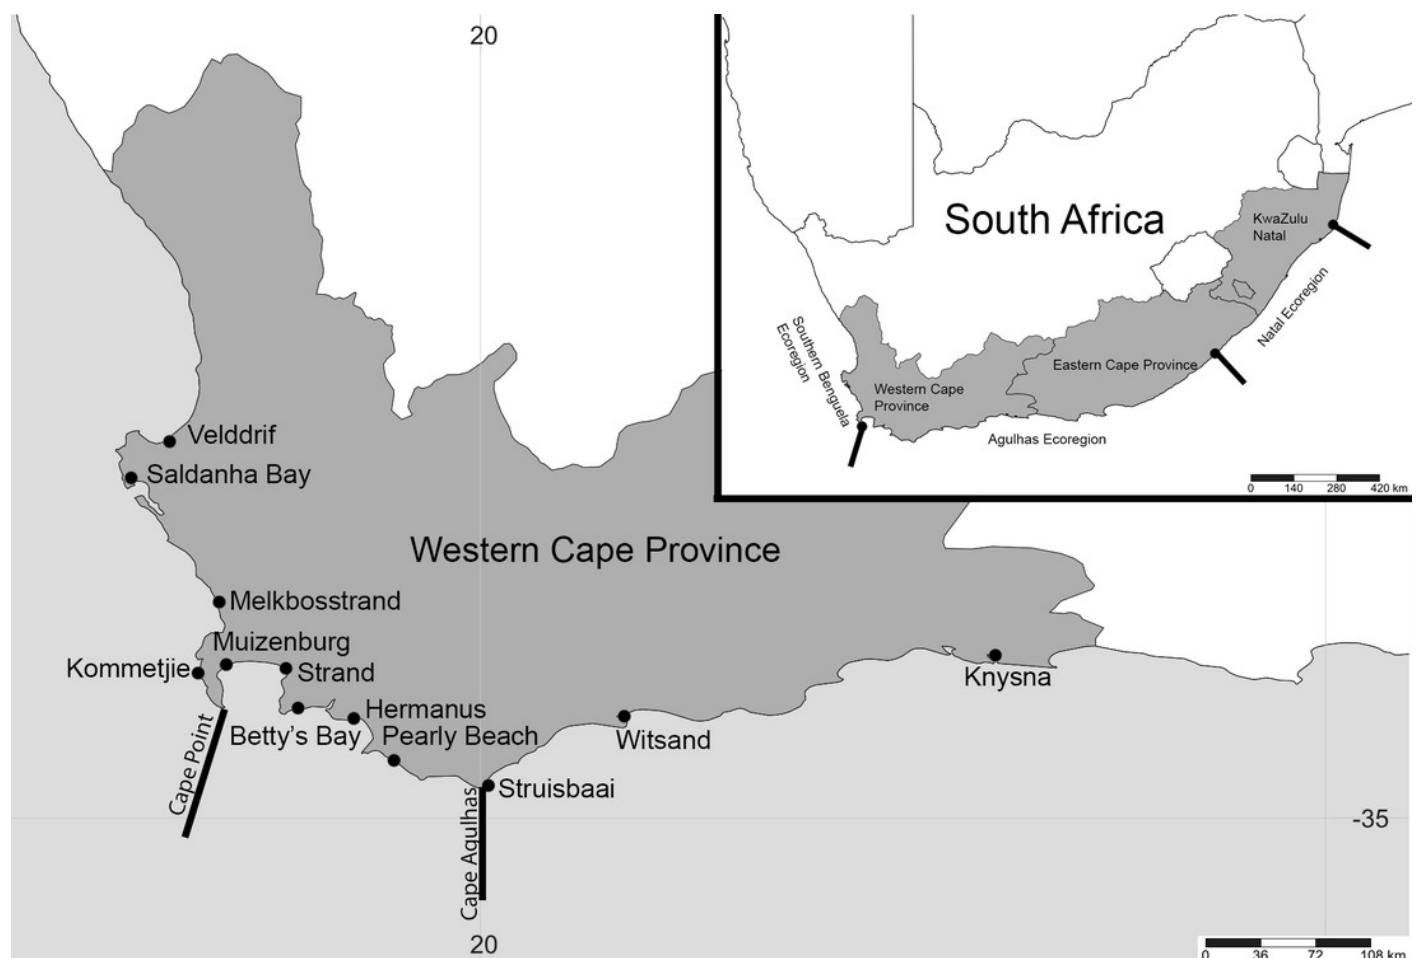 20
South Africa
KwaZulu
Natal
Natal Ecoregion
Southern Benguela
Ecoregion
Eastern Cape Province
Western Cape
Province
Agulhas Ecoregion
0 140 280 420 km
Velddrif
Saldanha Bay
Western Cape Province
Melkbosstrand
Muizenburg
Kommetjie
Strand
Knysna
Hermanus
Betty's Bay
Pearly Beach
Witsand
Cape Point
Struisbaai
Cape Aqulhas
-35
20
0 36 72 108 km